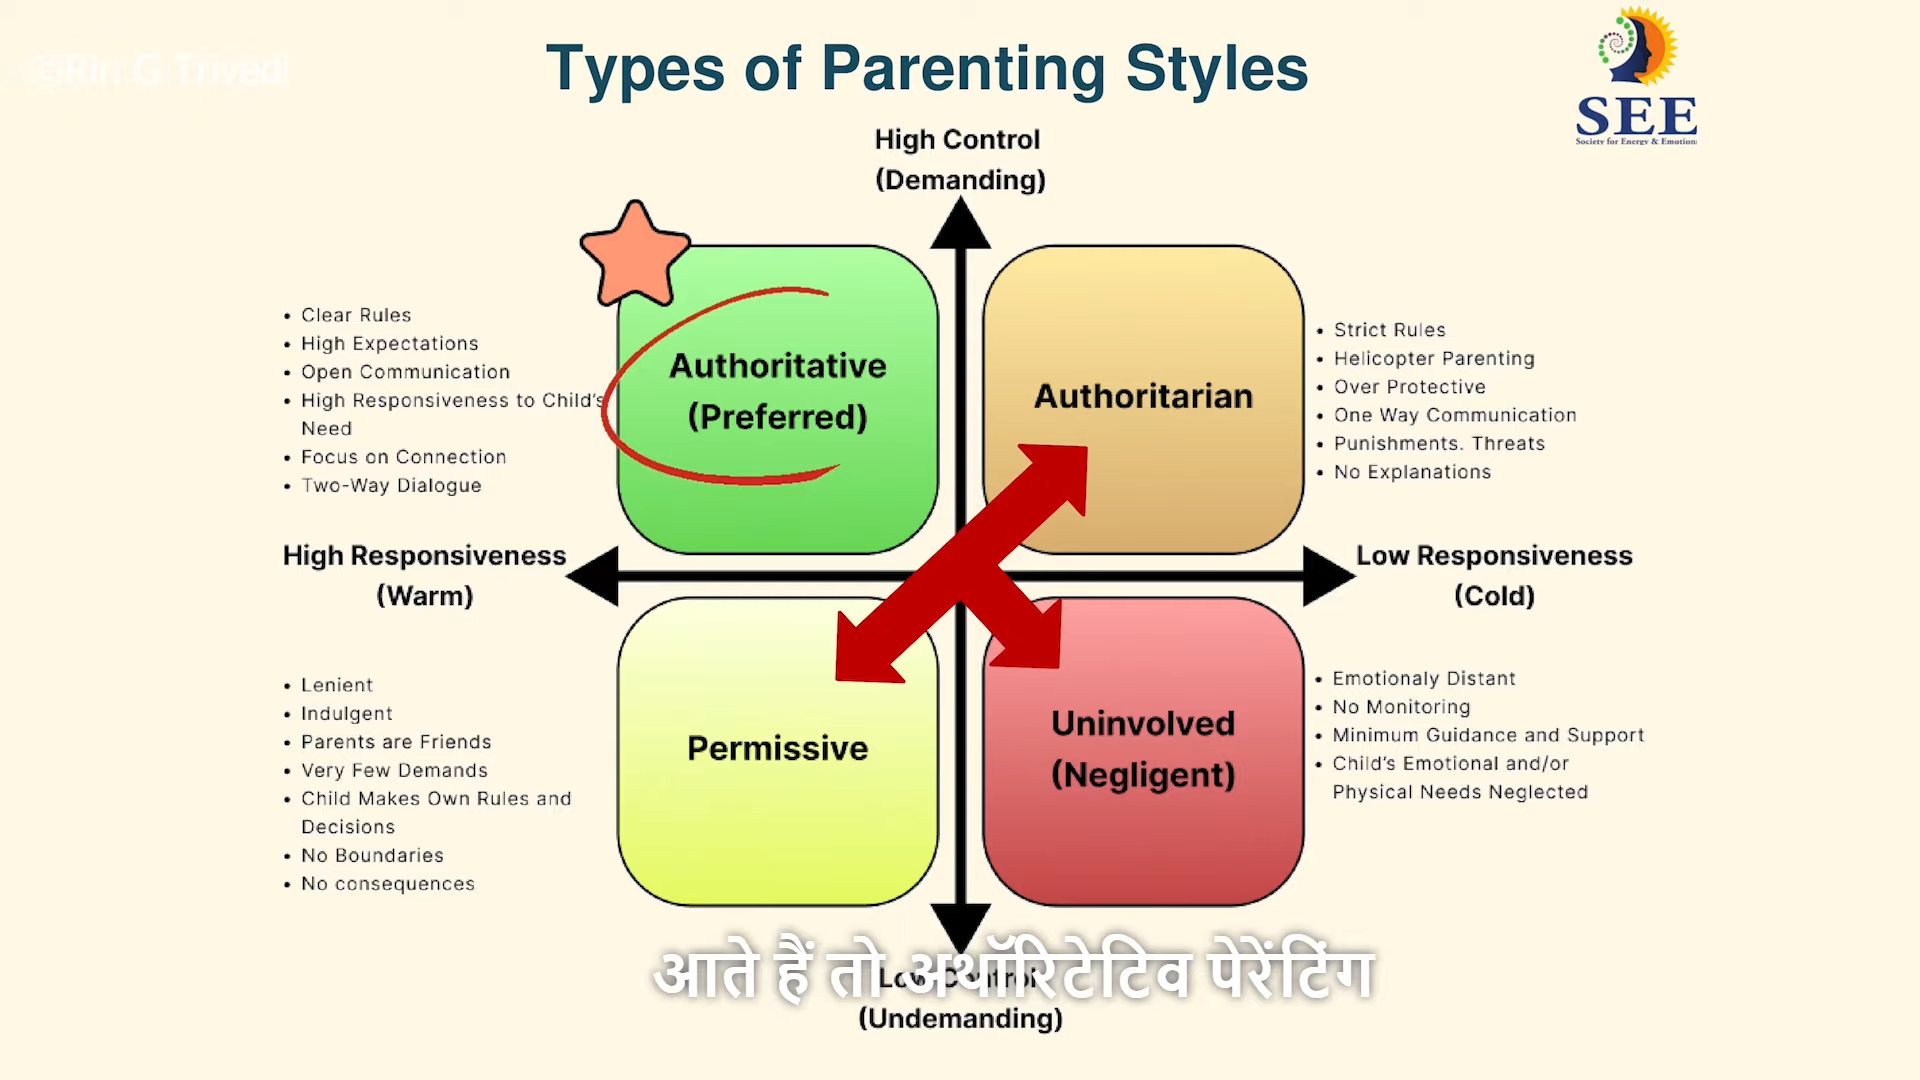 ©Rin G Trivedi
Types of Parenting Styles
SEE
Society for Energy & Emotions
High Control
(Demanding)
Authoritative
(Preferred)
Authoritarian
• Clear Rules
• High Expectations
• Open Communication
• High Responsiveness to Child's
Need
• Focus on Connection
• Two-Way Dialogue
• Strict Rules
• Helicopter Parenting
• Over Protective
• One Way Communication
• Punishments. Threats
• No Explanations
High Responsiveness
(Warm)
Low Responsiveness
(Cold)
Permissive
Uninvolved
(Negligent)
• Lenient
• Indulgent
• Parents are Friends
• Very Few Demands
• Child Makes Own Rules and
Decisions
• No Boundaries
• No consequences
• Emotionaly Distant
• No Monitoring
• Minimum Guidance and Support
• Child's Emotional and/or
Physical Needs Neglected
आते हैं तो अथॉरिटेटिव पेरेंटिंग
Low Control
(Undemanding)